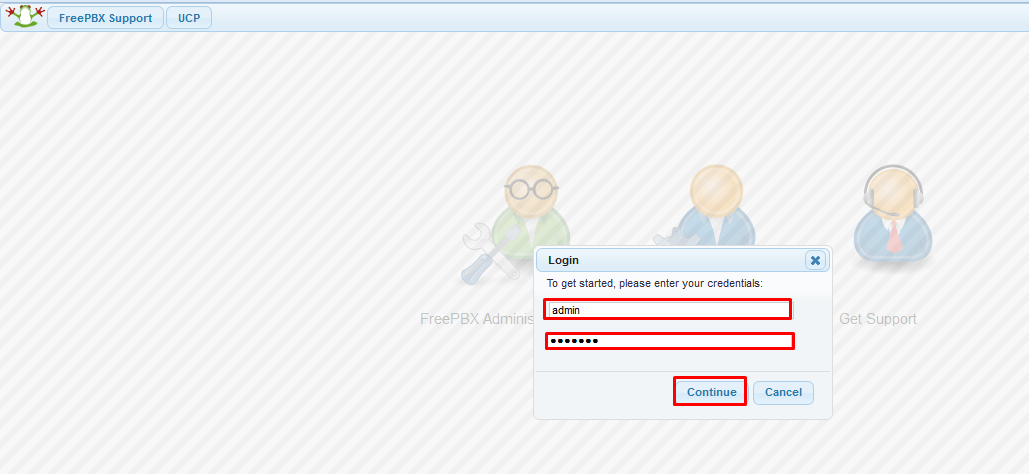 FreePBX Support UCP
Login
To get started, please enter your credentials:
FreePBX Adminis
admin
Get Support
•••••••
Continue Cancel